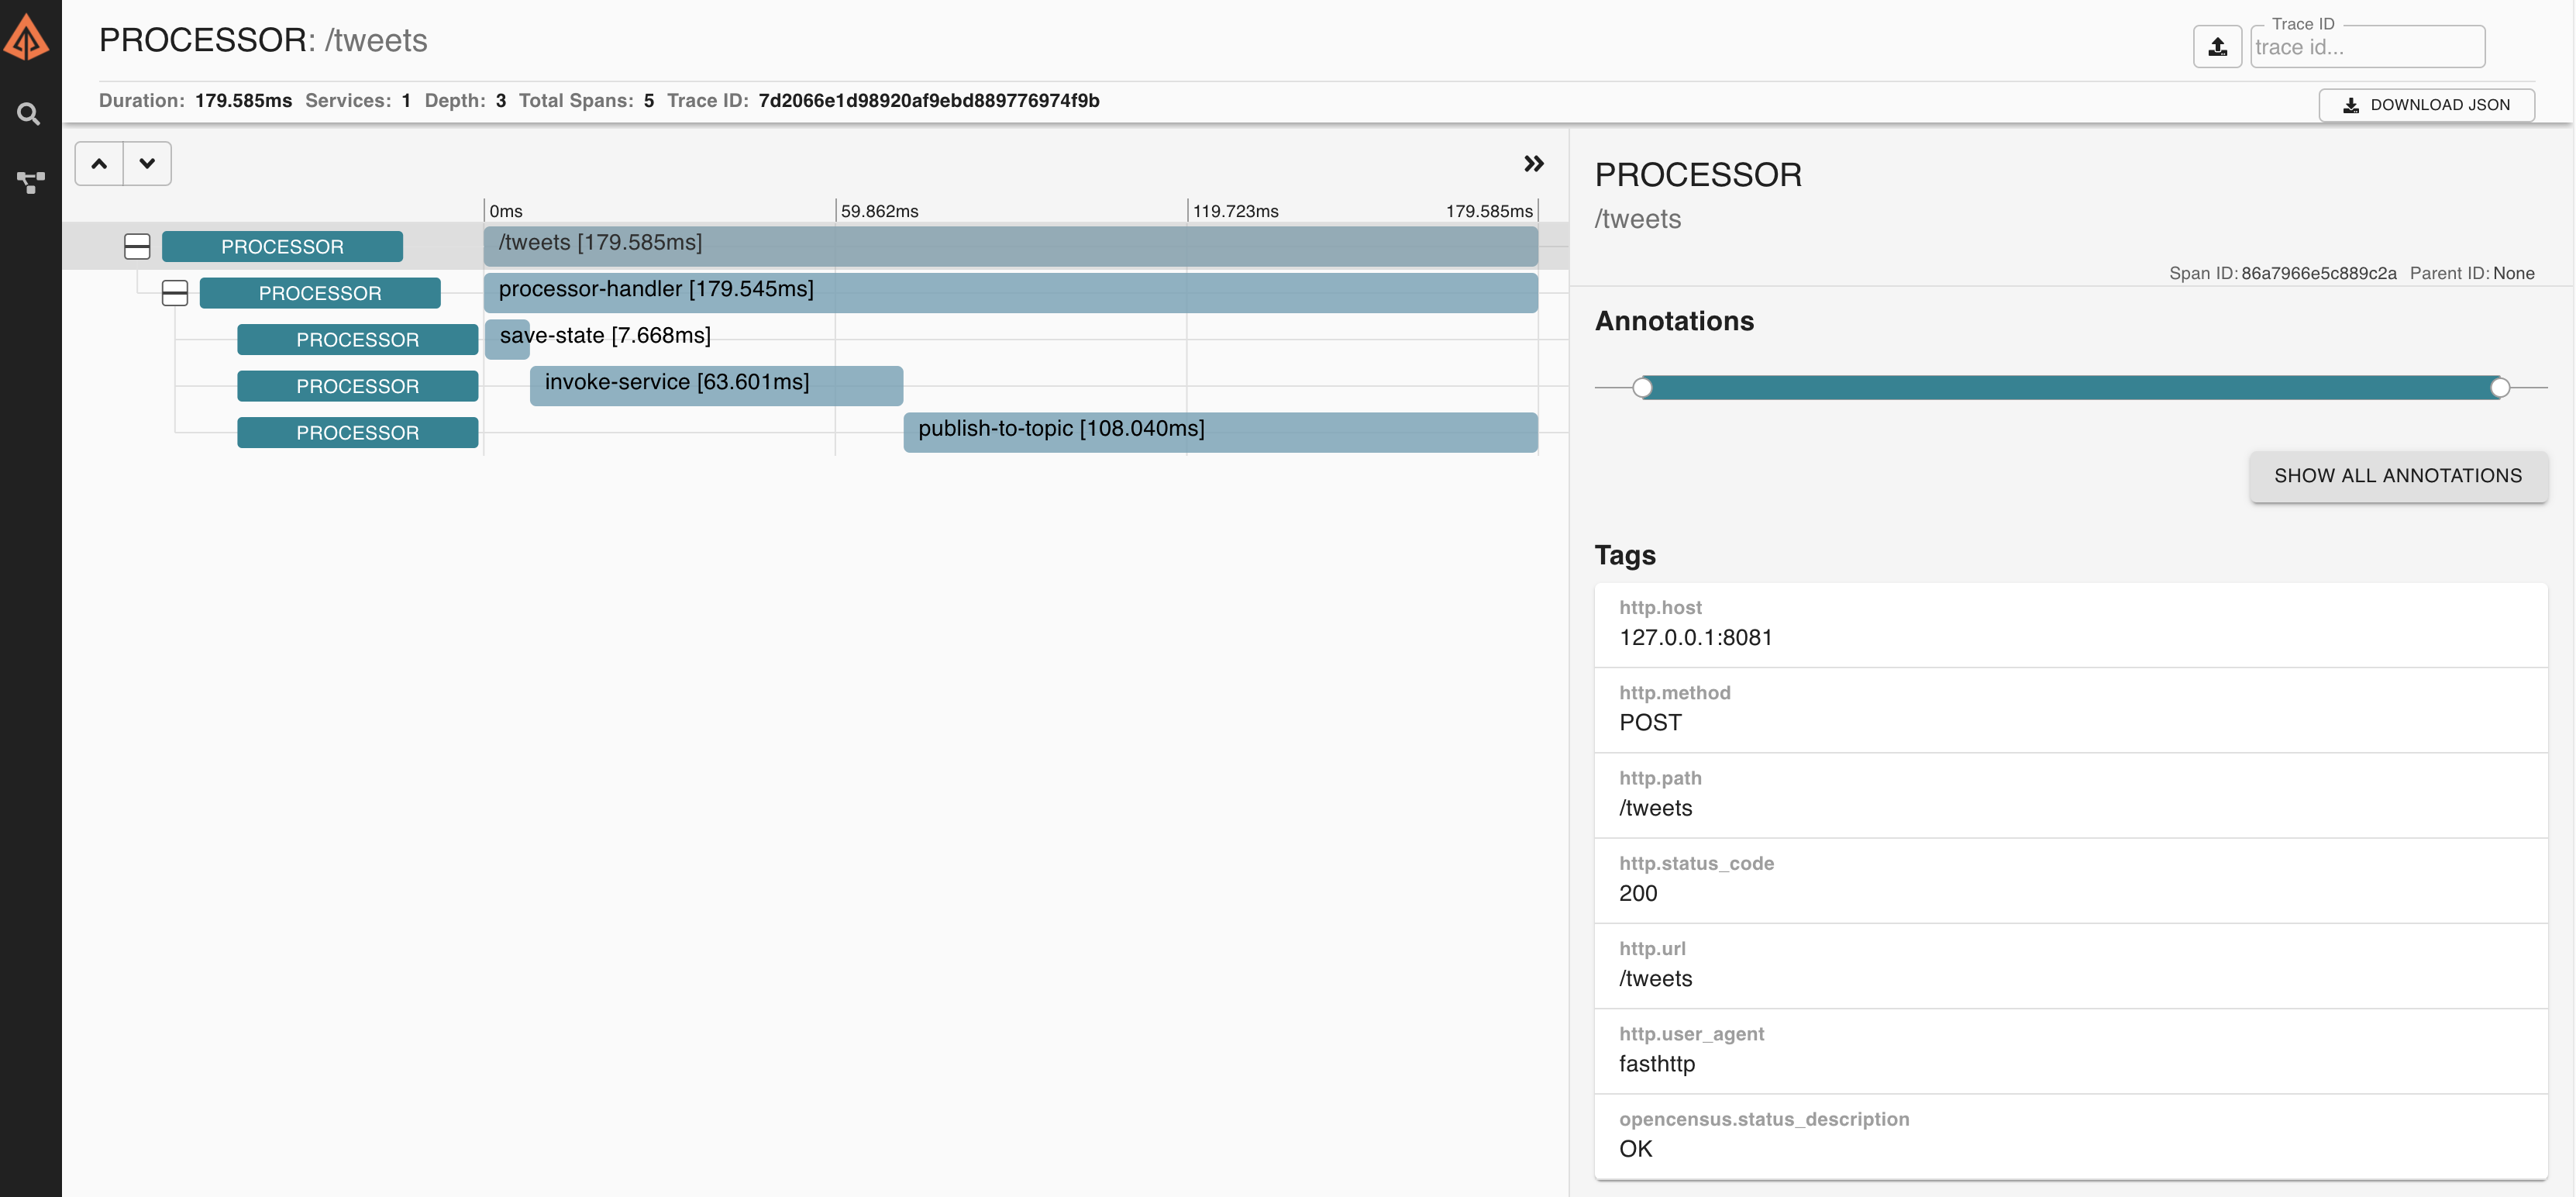 PROCESSOR: /tweets
Trace ID
trace id...
Duration: 179.585ms Services: 1 Depth: 3 Total Spans: 5 Trace ID: 7d2066e1d98920af9ebd889776974f9b
DOWNLOAD JSON
0ms 59.862ms 119.723ms 179.585ms
PROCESSOR /tweets [179.585ms]
PROCESSOR processor-handler [179.545ms]
PROCESSOR save-state [7.668ms]
PROCESSOR invoke-service [63.601ms]
PROCESSOR publish-to-topic [108.040ms]
PROCESSOR
/tweets
Span ID: 86a7966e5c889c2a Parent ID: None
Annotations
SHOW ALL ANNOTATIONS
Tags
http.host
127.0.0.1:8081
http.method
POST
http.path
/tweets
http.status_code
200
http.url
/tweets
http.user_agent
fasthttp
opencensus.status_description
OK